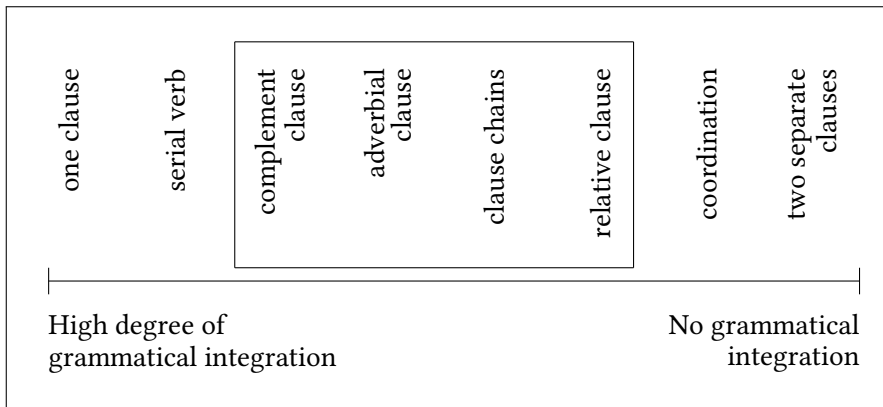 one clause
serial verb
complement
clause
adverbial
clause
clause chains
relative clause
coordination
two separate
clauses
High degree of
grammatical integration
No grammatical
integration